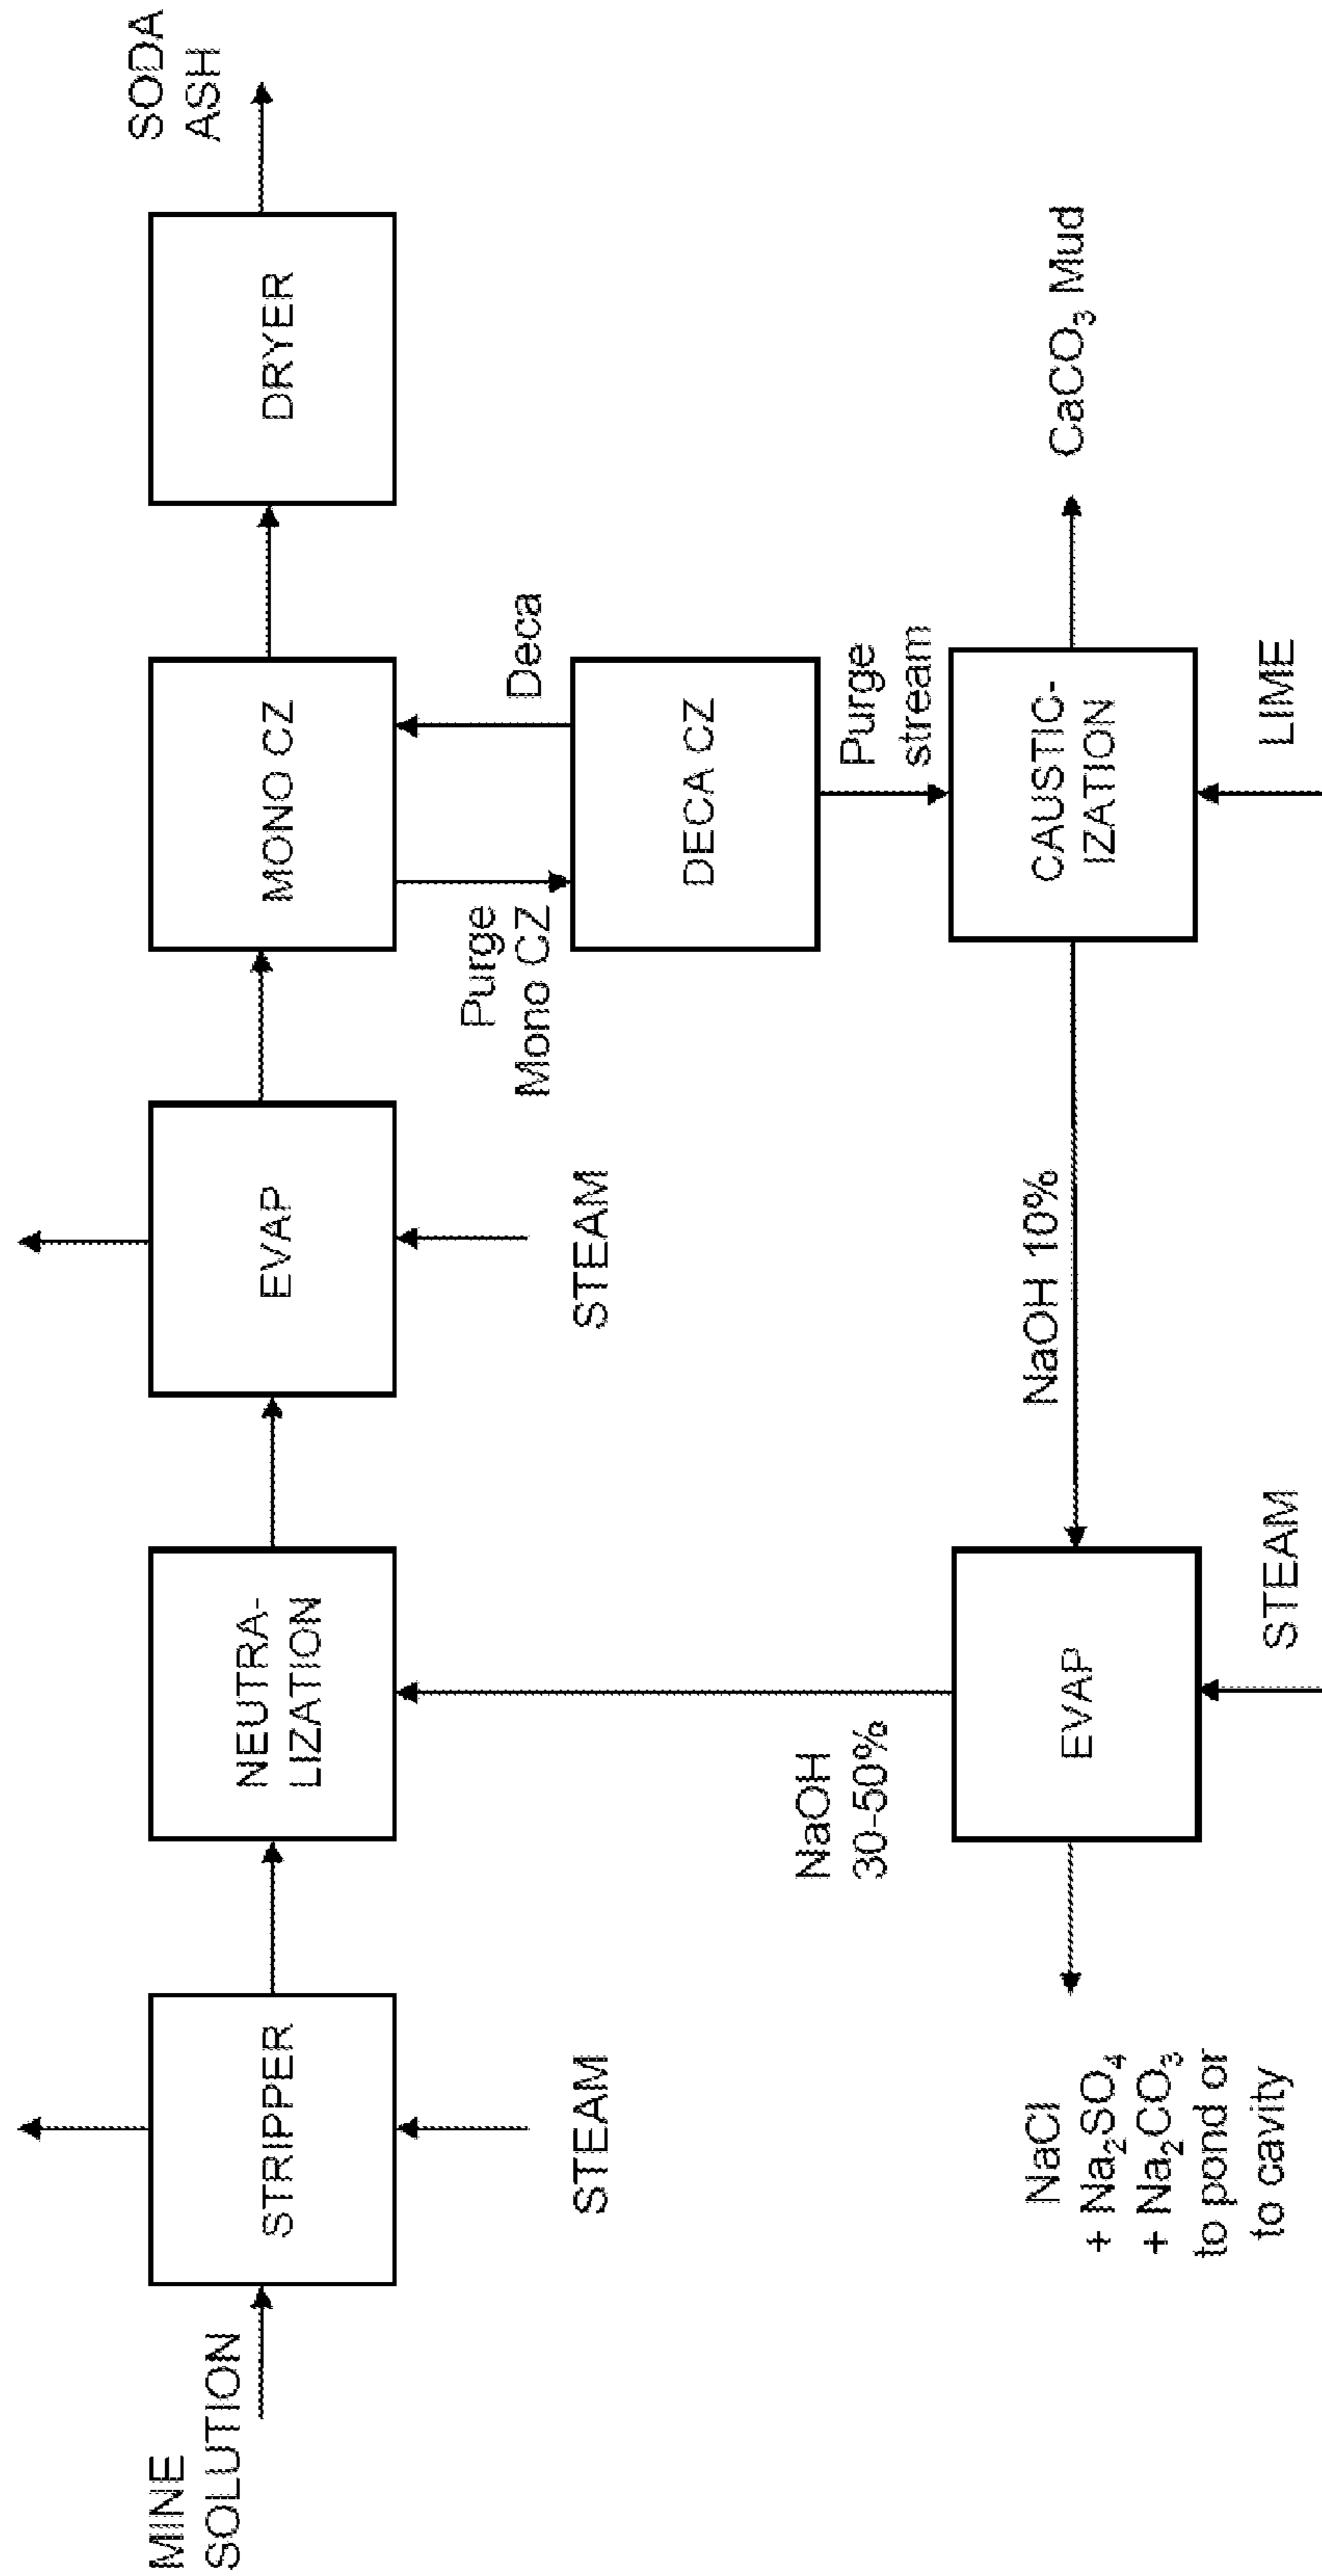 MINE
SOLUTION
STRIPPER
STEAM
NEUTRA-
LIZATION
EVAP
STEAM
MONO CZ
DRYER
SODA
ASH
Purge
Mono CZ
Deca
DECA CZ
Purge
stream
CAUSTIC-
IZATION
LIME
CaCO₃ Mud
NaOH 10%
EVAP
STEAM
NaOH
30-50%
NaCl
+ Na₂SO₄
+ Na₂CO₃
to pond or
to cavity